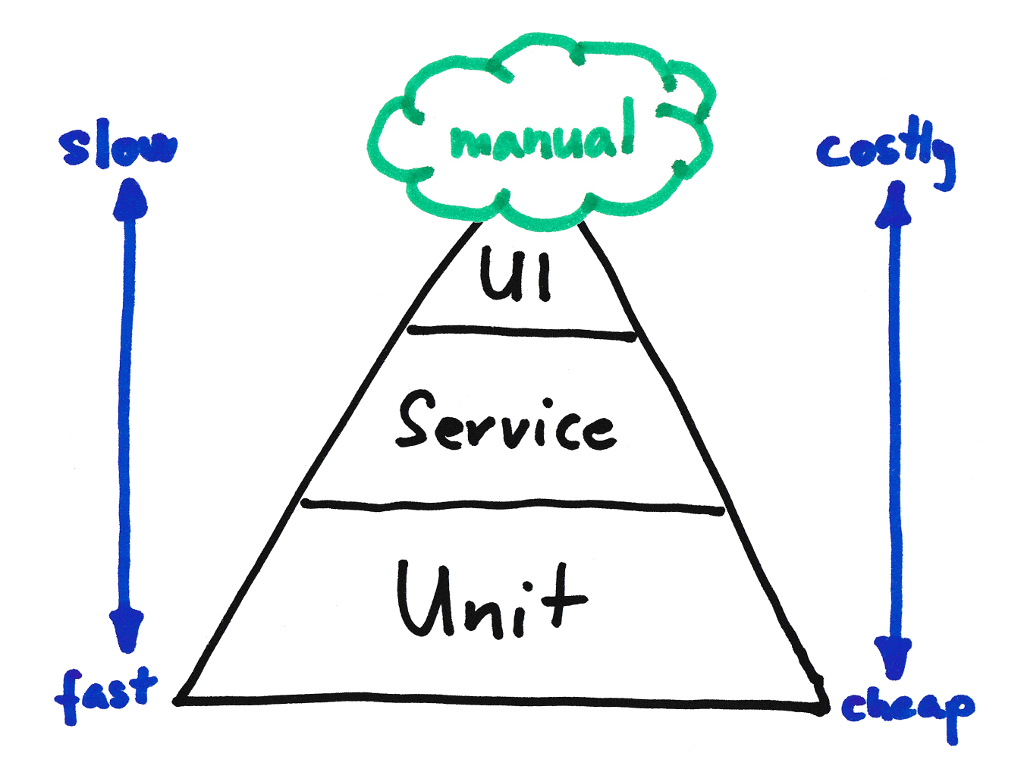 manual
slow
costly
UI
Service
Unit
fast
cheap